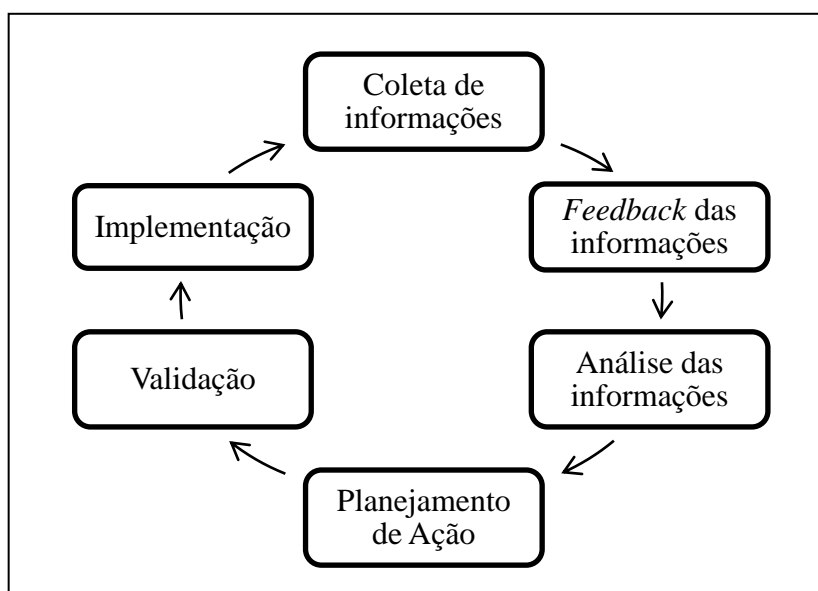 Coleta de
informações
Feedback das
informações
Análise das
informações
Planejamento
de Ação
Validação
Implementação